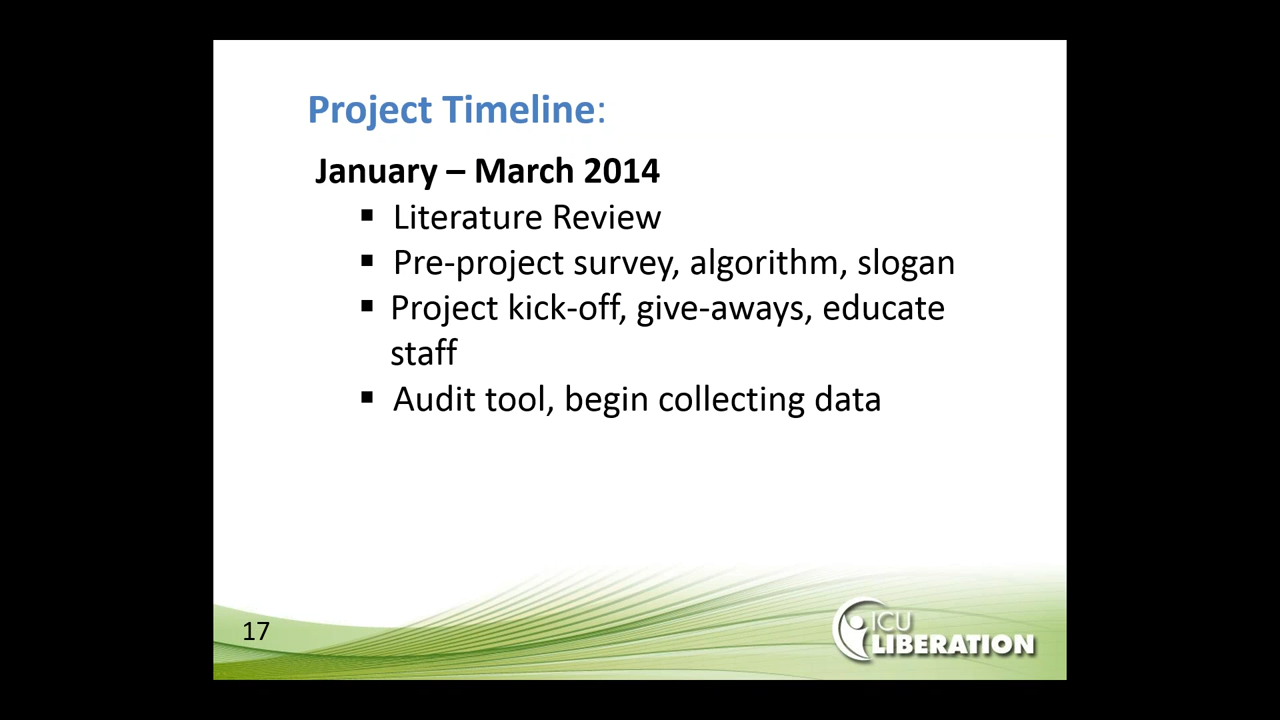 Project Timeline:
January – March 2014
▪ Literature Review
▪ Pre-project survey, algorithm, slogan
▪ Project kick-off, give-aways, educate
staff
▪ Audit tool, begin collecting data
17
ICU
LIBERATION